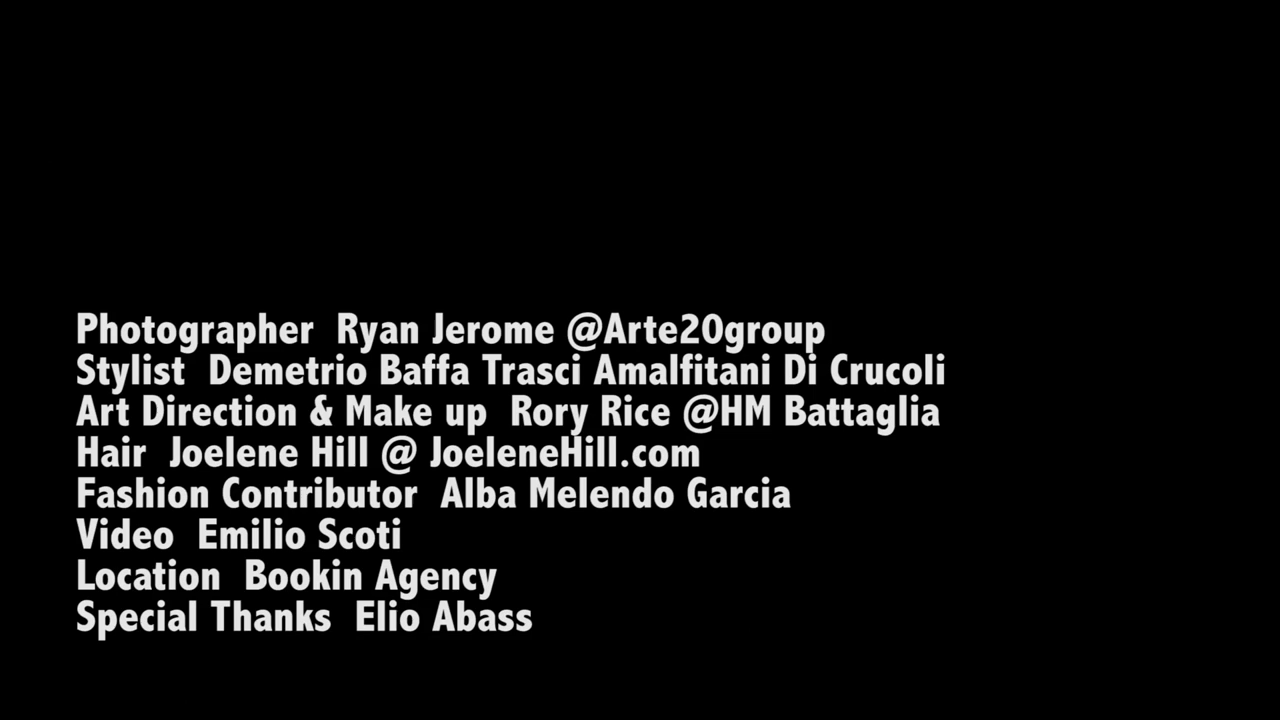 Photographer  Ryan Jerome @Arte20group
Stylist  Demetrio Baffa Trasci Amalfitani Di Crucoli
Art Direction & Make up  Rory Rice @HM Battaglia
Hair  Joelene Hill @ JoeleneHill.com
Fashion Contributor  Alba Melendo Garcia
Video  Emilio Scoti
Location  Bookin Agency
Special Thanks  Elio Abass